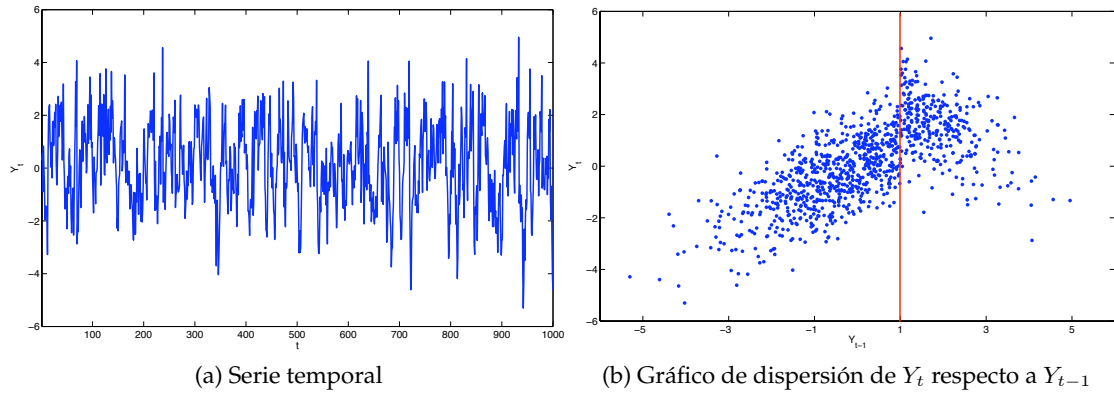 6
4
2
0
−2
−4
−6
Y_t
100 200 300 400 500 600 700 800 900 1000
t
(a) Serie temporal
6
4
2
0
−2
−4
−6
Y_t
−5 −3 −1 1 3 5
Y_{t−1}
(b) Gráfico de dispersión de Y_t respecto a Y_{t−1}